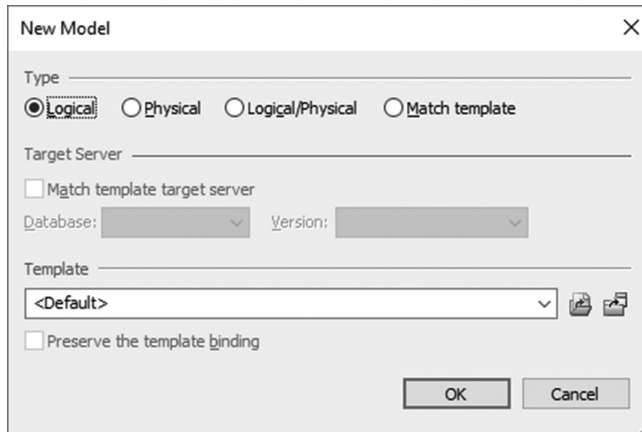 New Model
Type
Logical Physical Logical/Physical Match template
Target Server
Match template target server
Database: Version:
Template
<Default>
Preserve the template binding
OK Cancel